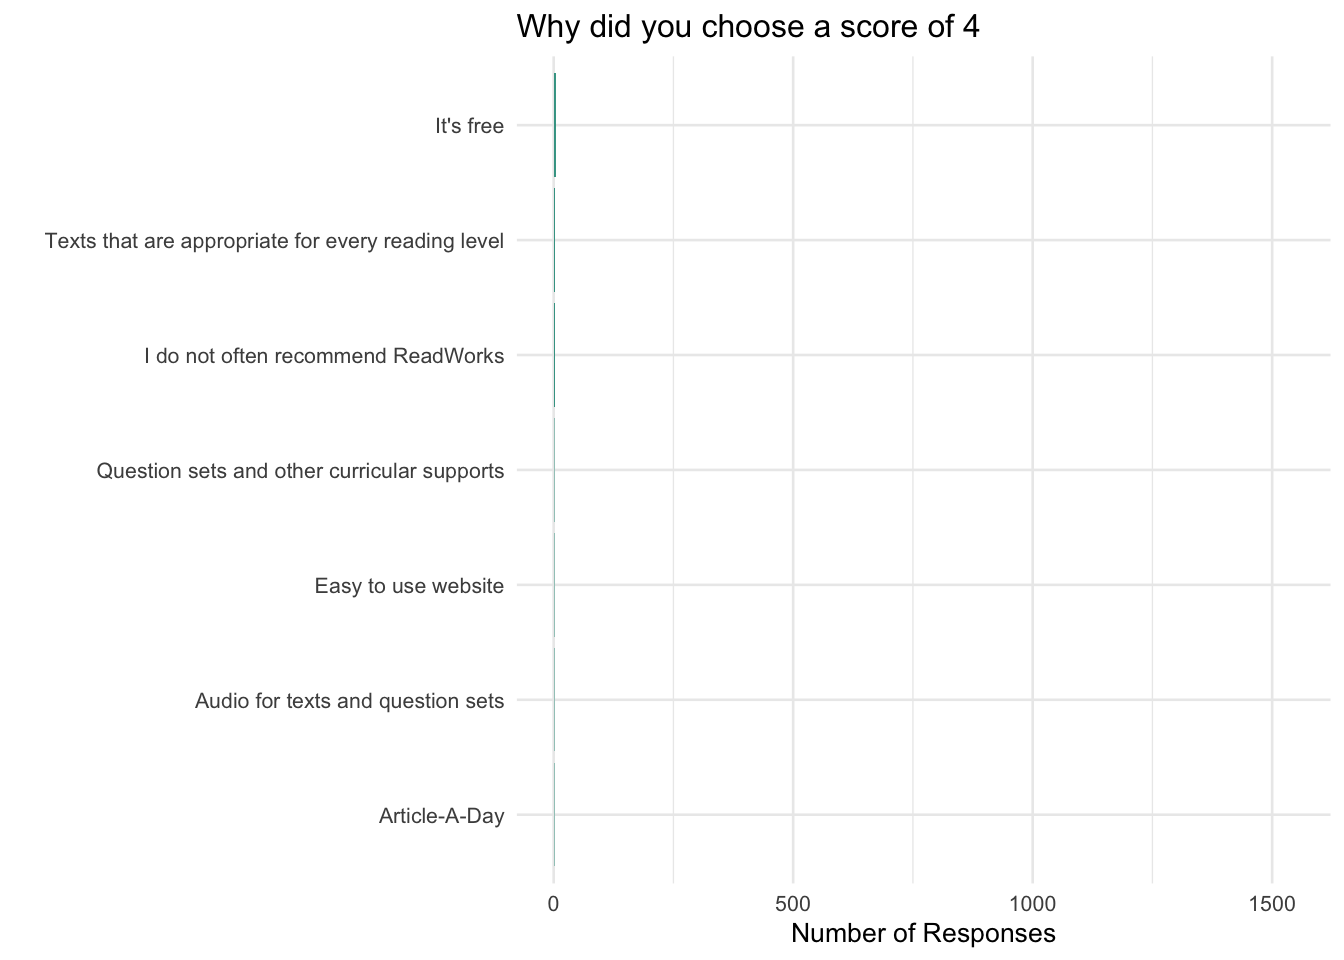 Why did you choose a score of 4
It's free
Texts that are appropriate for every reading level
I do not often recommend ReadWorks
Question sets and other curricular supports
Easy to use website
Audio for texts and question sets
Article-A-Day
0 500 1000 1500
Number of Responses